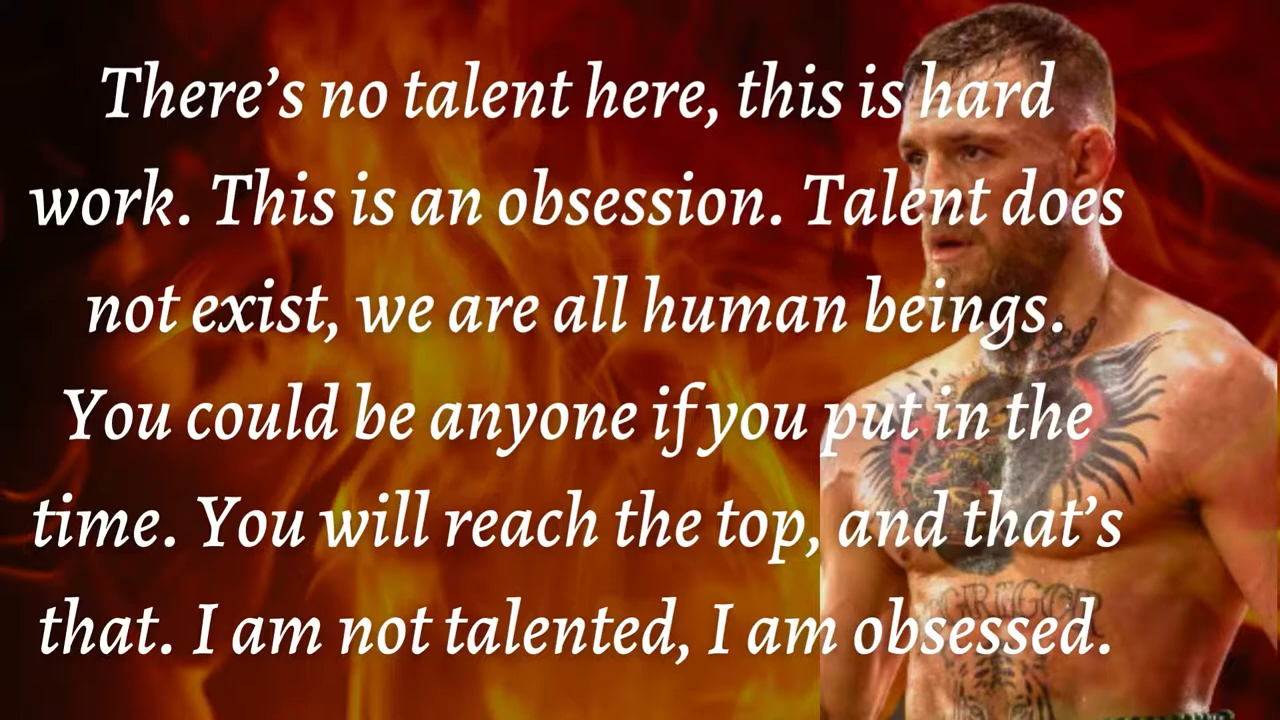 There’s no talent here, this is hard
work. This is an obsession. Talent does
not exist, we are all human beings.
You could be anyone if you put in the
time. You will reach the top, and that’s
that. I am not talented, I am obsessed.
GREGOR